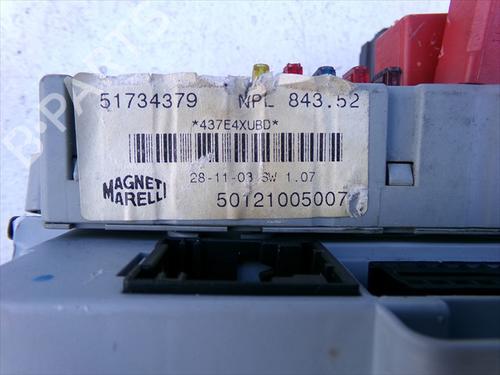 51734379 NPL 843.52
*437E4XUBD*
28-11-03 SW 1.07
MAGNETI
MARELLI
50121005007